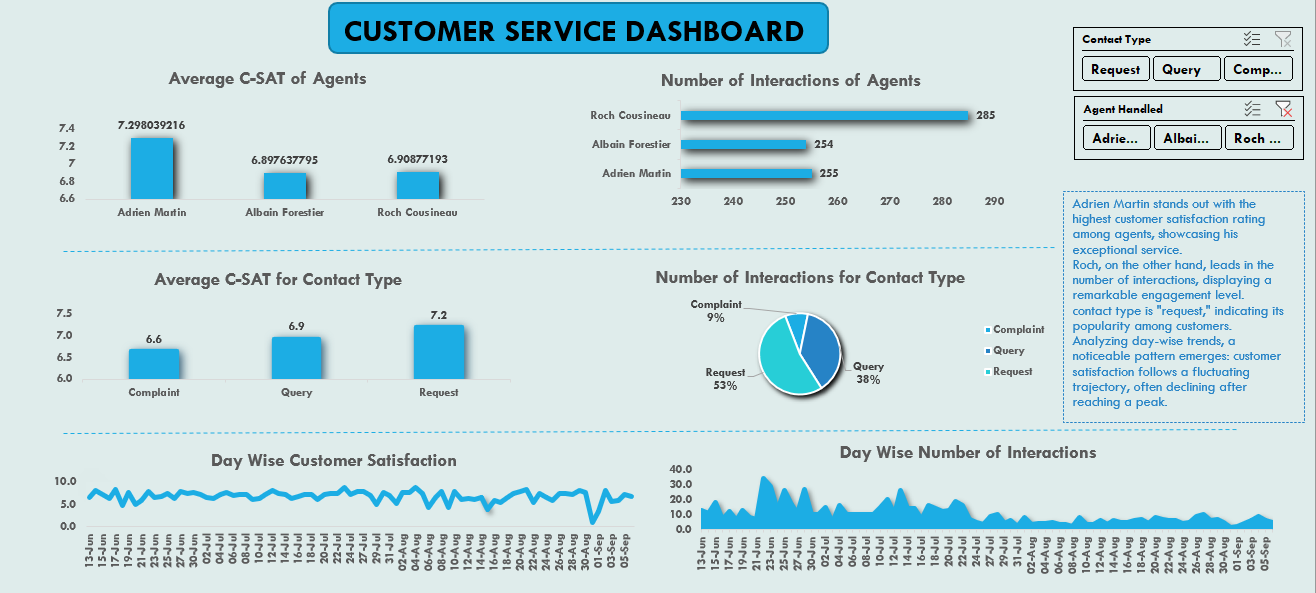 CUSTOMER SERVICE DASHBOARD
Contact Type
Request Query Comp...
Agent Handled
Adrie... Albai... Roch ...
Average C-SAT of Agents
7.4
7.2
7
6.8
6.6
7.298039216
6.897637795
6.90877193
Adrien Martin Albain Forestier Roch Cousineau
Number of Interactions of Agents
Roch Cousineau 285
Albain Forestier 254
Adrien Martin 255
230 240 250 260 270 280 290
Adrien Martin stands out with the
highest customer satisfaction rating
among agents, showcasing his
exceptional service.
Roch, on the other hand, leads in the
number of interactions, displaying a
remarkable engagement level.
contact type is "request," indicating its
popularity among customers.
Analyzing day-wise trends, a
noticeable pattern emerges: customer
satisfaction follows a fluctuating
trajectory, often declining after
reaching a peak.
Average C-SAT for Contact Type
7.5
7.0
6.5
6.0
6.6
6.9
7.2
Complaint Query Request
Number of Interactions for Contact Type
Complaint
9%
Request
53%
Query
38%
Complaint
Query
Request
Day Wise Customer Satisfaction
10.0
5.0
0.0
13-Jun 15-Jun 17-Jun 19-Jun 21-Jun 23-Jun 25-Jun 27-Jun 30-Jun 02-Jul 04-Jul 06-Jul 08-Jul 10-Jul 12-Jul 14-Jul 16-Jul 18-Jul 20-Jul 22-Jul 24-Jul 27-Jul 29-Jul 31-Jul 02-Aug 04-Aug 06-Aug 08-Aug 10-Aug 12-Aug 14-Aug 16-Aug 18-Aug 20-Aug 22-Aug 24-Aug 26-Aug 28-Aug 30-Aug 01-Sep 03-Sep 05-Sep
Day Wise Number of Interactions
40.0
30.0
20.0
10.0
0.0
13-Jun 15-Jun 17-Jun 19-Jun 21-Jun 23-Jun 25-Jun 27-Jun 30-Jun 02-Jul 04-Jul 06-Jul 08-Jul 10-Jul 12-Jul 14-Jul 16-Jul 18-Jul 20-Jul 22-Jul 24-Jul 27-Jul 29-Jul 31-Jul 02-Aug 04-Aug 06-Aug 08-Aug 10-Aug 12-Aug 14-Aug 16-Aug 18-Aug 20-Aug 22-Aug 24-Aug 26-Aug 28-Aug 30-Aug 01-Sep 03-Sep 05-Sep